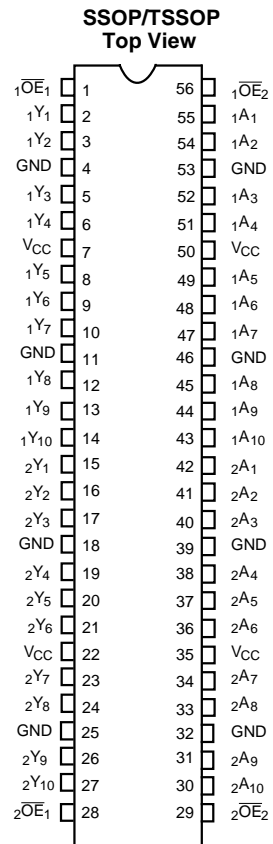 SSOP/TSSOP
Top View
1OE1 1 56 1OE2
1Y1 2 55 1A1
1Y2 3 54 1A2
GND 4 53 GND
1Y3 5 52 1A3
1Y4 6 51 1A4
VCC 7 50 VCC
1Y5 8 49 1A5
1Y6 9 48 1A6
1Y7 10 47 1A7
GND 11 46 GND
1Y8 12 45 1A8
1Y9 13 44 1A9
1Y10 14 43 1A10
2Y1 15 42 2A1
2Y2 16 41 2A2
2Y3 17 40 2A3
GND 18 39 GND
2Y4 19 38 2A4
2Y5 20 37 2A5
2Y6 21 36 2A6
VCC 22 35 VCC
2Y7 23 34 2A7
2Y8 24 33 2A8
GND 25 32 GND
2Y9 26 31 2A9
2Y10 27 30 2A10
2OE1 28 29 2OE2